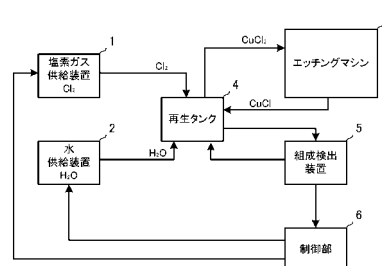 1
塩素ガス
供給装置
Cl₂
Cl₂
CuCl₂
エッチングマシン
CuCl
4
再生タンク
2
水
供給装置
H₂O
H₂O
5
組成検出
装置
6
制御部